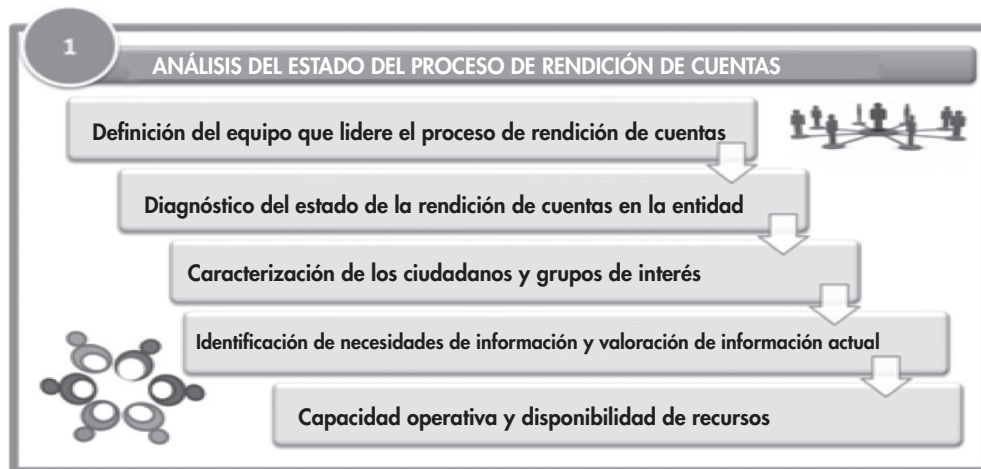 1
ANÁLISIS DEL ESTADO DEL PROCESO DE RENDICIÓN DE CUENTAS
Definición del equipo que lidere el proceso de rendición de cuentas
Diagnóstico del estado de la rendición de cuentas en la entidad
Caracterización de los ciudadanos y grupos de interés
Identificación de necesidades de información y valoración de información actual
Capacidad operativa y disponibilidad de recursos